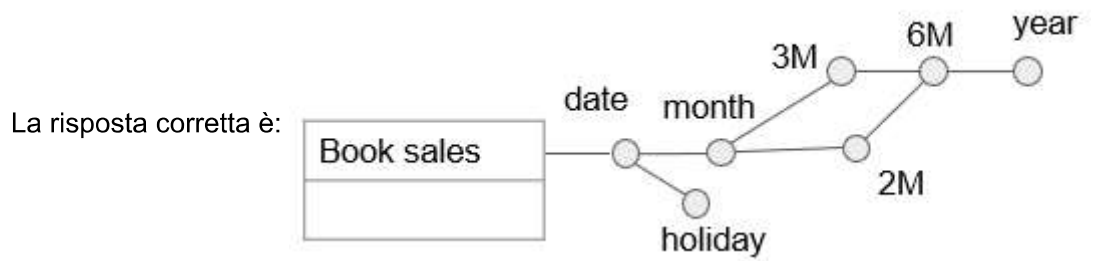 La risposta corretta è:
Book sales
date
month
3M
6M
year
2M
holiday